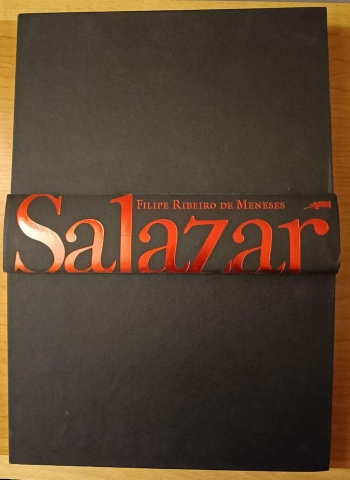 Filipe Ribeiro de Meneses
Salazar